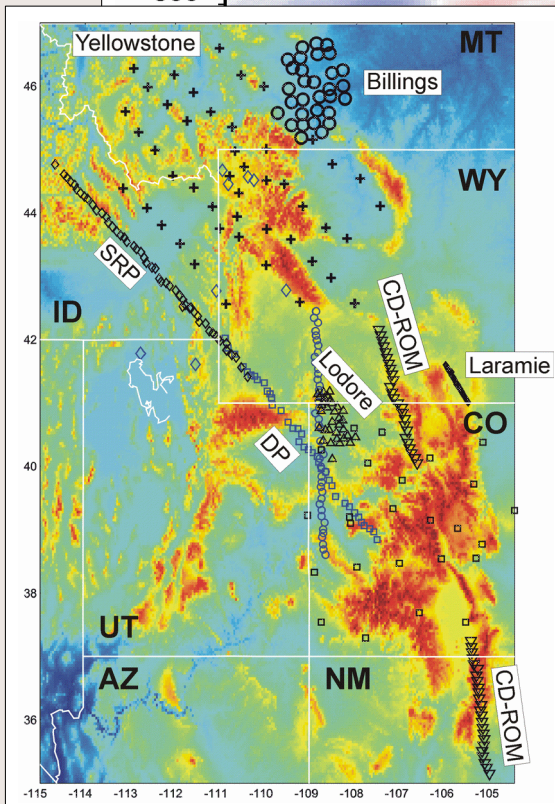 Yellowstone
MT
46
Billings
WY
44
SRP
CD-ROM
ID
42
Lodore
Laramie
CO
DP
40
38
UT
AZ
NM
36
CD-ROM
-115 -114 -113 -112 -111 -110 -109 -108 -107 -106 -105